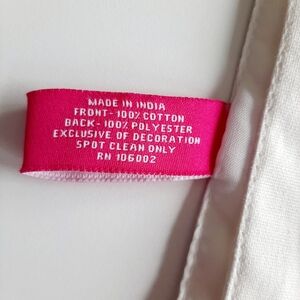 MADE IN INDIA
FRONT- 100% COTTON
BACK- 100% POLYESTER
EXCLUSIVE OF DECORATION
SPOT CLEAN ONLY
RN 106002